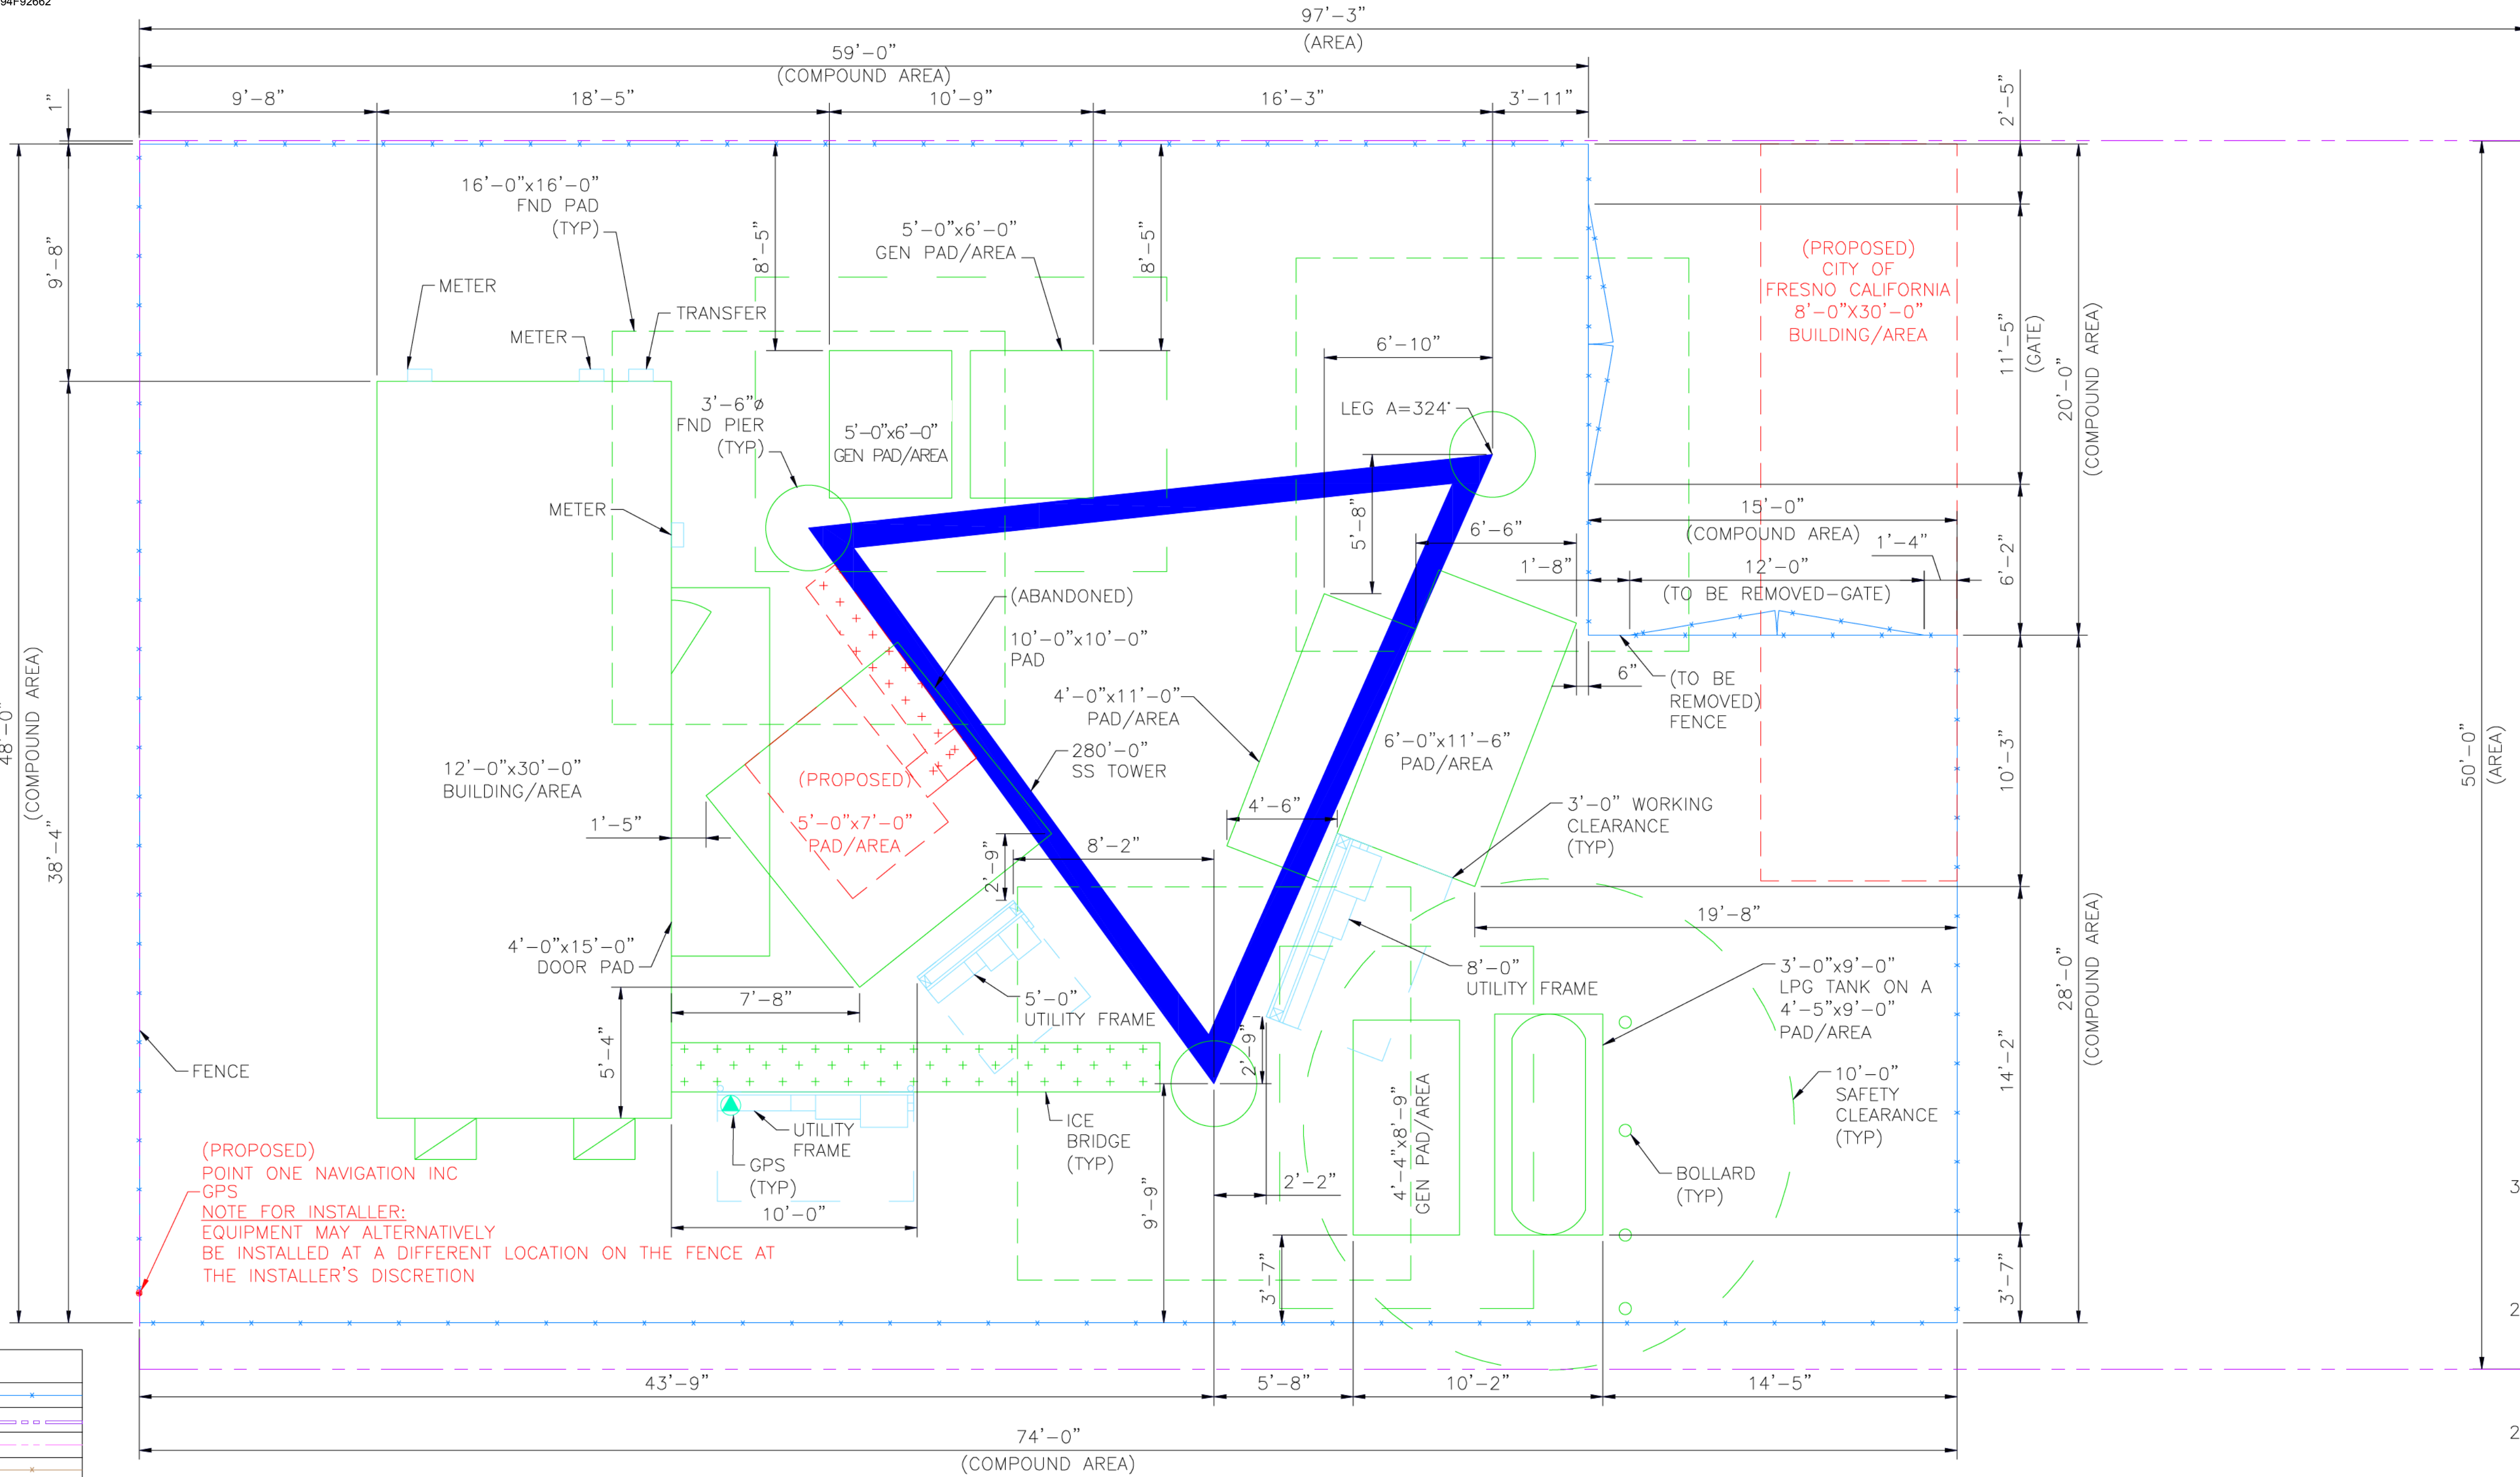 94F92662
97'-3"
(AREA)
59'-0"
(COMPOUND AREA)
9'-8"
18'-5"
10'-9"
16'-3"
3'-11"
1"
2'-5"
9'-8"
16'-0"x16'-0"
FND PAD
(TYP)
8'-5"
5'-0"x6'-0"
GEN PAD/AREA
8'-5"
METER
METER
TRANSFER
(PROPOSED)
CITY OF
FRESNO CALIFORNIA
8'-0"X30'-0"
BUILDING/AREA
11'-5"
(GATE)
20'-0"
(COMPOUND AREA)
6'-10"
LEG A=324°
3'-6"ø
FND PIER
(TYP)
5'-0"x6'-0"
GEN PAD/AREA
METER
5'-8"
6'-6"
15'-0"
(COMPOUND AREA)
1'-4"
1'-8"
12'-0"
(TO BE REMOVED-GATE)
6'-2"
(ABANDONED)
10'-0"x10'-0"
PAD
4'-0"x11'-0"
PAD/AREA
6"
(TO BE
REMOVED)
FENCE
48'-0"
(COMPOUND AREA)
38'-4"
12'-0"x30'-0"
BUILDING/AREA
280'-0"
SS TOWER
6'-0"x11'-6"
PAD/AREA
10'-3"
50'-0"
(AREA)
(PROPOSED)
5'-0"x7'-0"
PAD/AREA
1'-5"
4'-6"
3'-0" WORKING
CLEARANCE
(TYP)
8'-2"
2'-9"
19'-8"
4'-0"x15'-0"
DOOR PAD
7'-8"
5'-0"
UTILITY FRAME
8'-0"
UTILITY FRAME
3'-0"x9'-0"
LPG TANK ON A
4'-5"x9'-0"
PAD/AREA
28'-0"
(COMPOUND AREA)
5'-4"
2'-9"
14'-2"
FENCE
10'-0"
SAFETY
CLEARANCE
(TYP)
UTILITY
FRAME
GPS
(TYP)
ICE
BRIDGE
(TYP)
4'-4"x8'-9"
GEN PAD/AREA
BOLLARD
(TYP)
(PROPOSED)
POINT ONE NAVIGATION INC
GPS
NOTE FOR INSTALLER:
EQUIPMENT MAY ALTERNATIVELY
BE INSTALLED AT A DIFFERENT LOCATION ON THE FENCE AT
THE INSTALLER'S DISCRETION
10'-0"
9'-9"
2'-2"
3'-7"
3'-7"
3
2
43'-9"
5'-8"
10'-2"
14'-5"
2
74'-0"
(COMPOUND AREA)